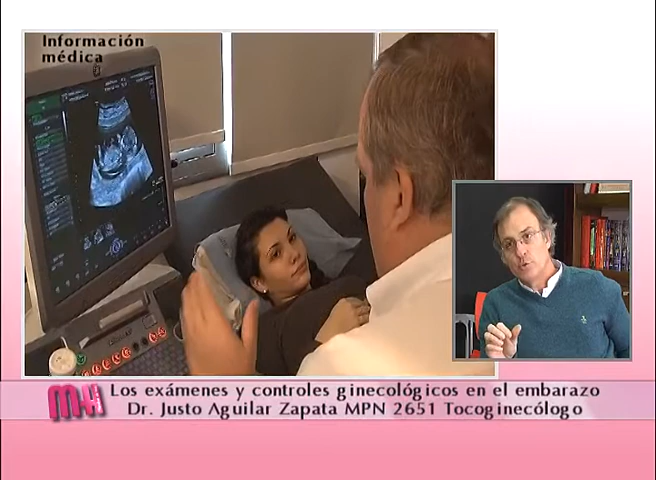 Información
médica
Los exámenes y controles ginecológicos en el embarazo
M+H
Dr. Justo Aguilar Zapata MPN 2651 Tocoginecólogo